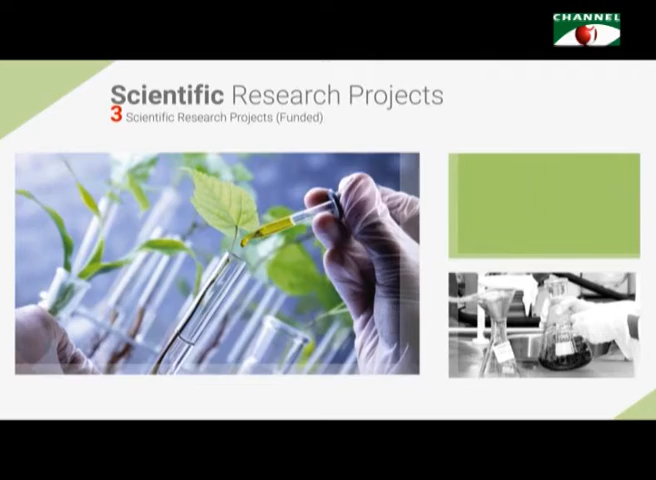 CHANNEL
Scientific Research Projects
3 Scientific Research Projects (Funded)